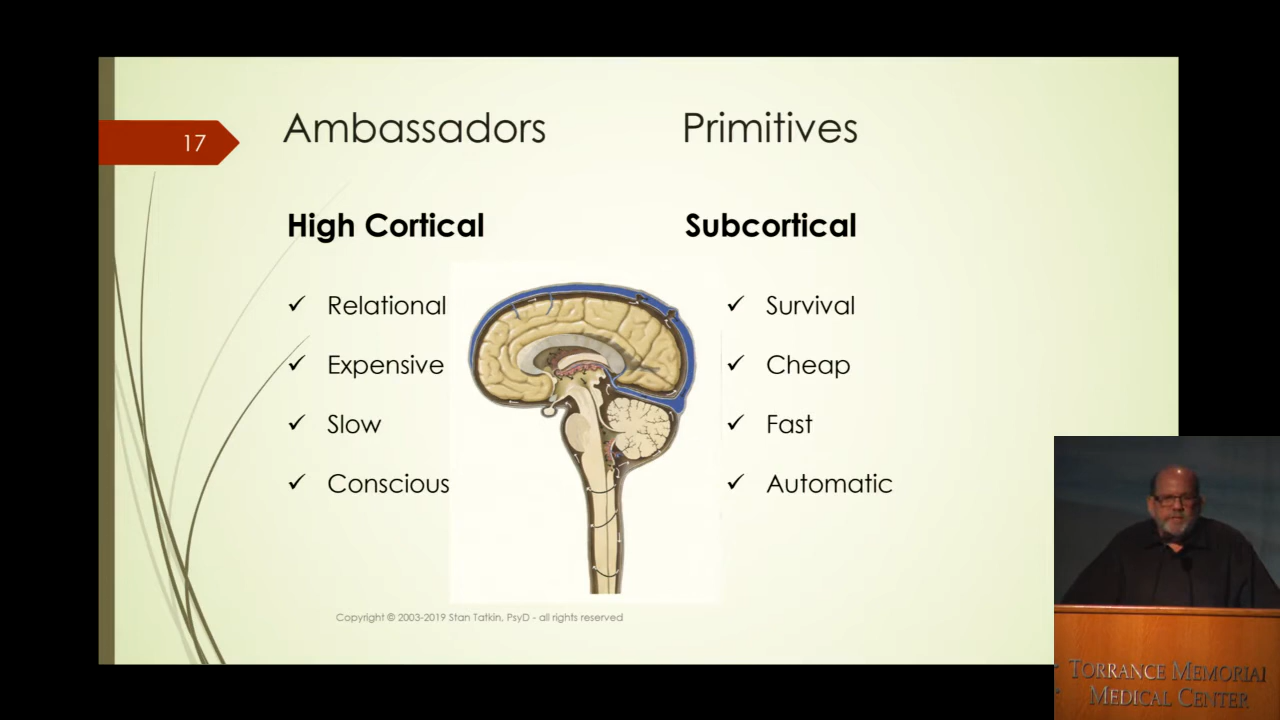 17
Ambassadors
Primitives
High Cortical
Subcortical
Relational
Survival
Expensive
Cheap
Slow
Fast
Conscious
Automatic
Copyright © 2003-2019 Stan Tatkin, PsyD - all rights reserved
TORRANCE MEMORIAL
MEDICAL CENTER